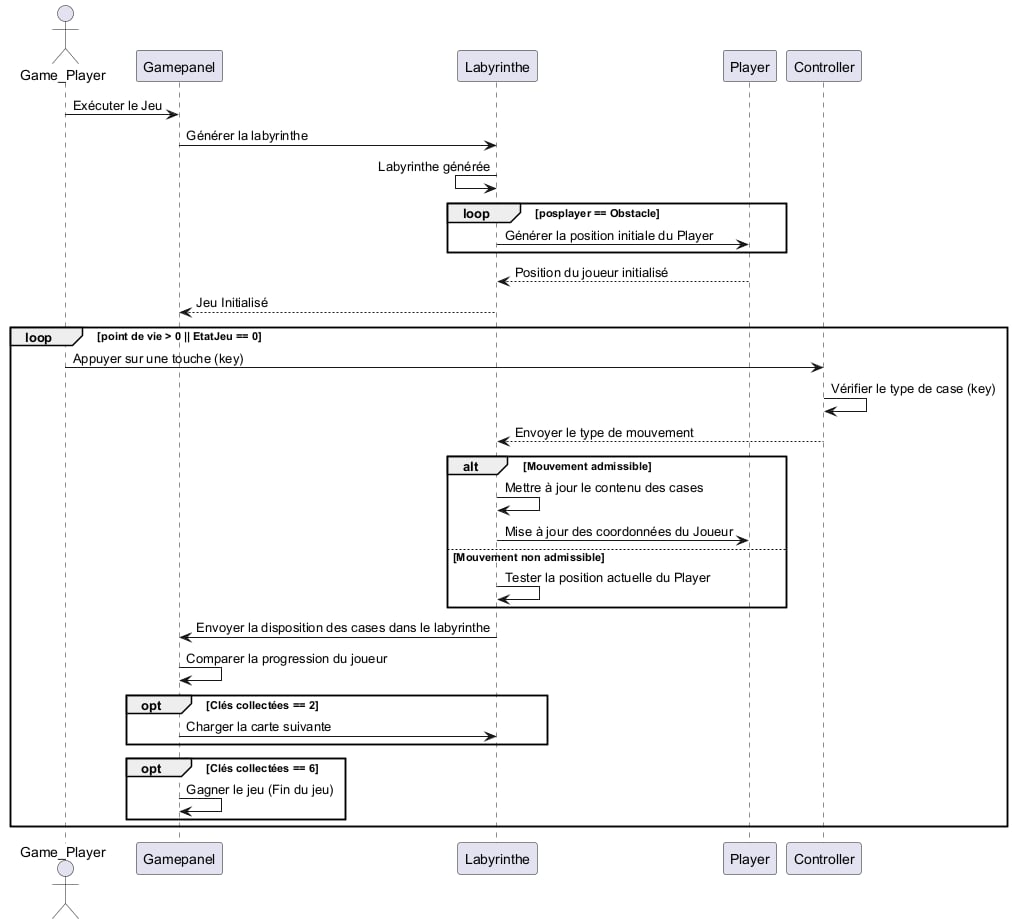 Game_Player
Gamepanel
Labyrinthe
Player
Controller
Exécuter le Jeu
Générer la labyrinthe
Labyrinthe générée
loop [posplayer == Obstacle]
Générer la position initiale du Player
Position du joueur initialisé
Jeu Initialisé
loop [point de vie > 0 || EtatJeu == 0]
Appuyer sur une touche (key)
Vérifier le type de case (key)
Envoyer le type de mouvement
alt [Mouvement admissible]
Mettre à jour le contenu des cases
Mise à jour des coordonnées du Joueur
[Mouvement non admissible]
Tester la position actuelle du Player
Envoyer la disposition des cases dans le labyrinthe
Comparer la progression du joueur
opt [Clés collectées == 2]
Charger la carte suivante
opt [Clés collectées == 6]
Gagner le jeu (Fin du jeu)
Game_Player
Gamepanel
Labyrinthe
Player
Controller